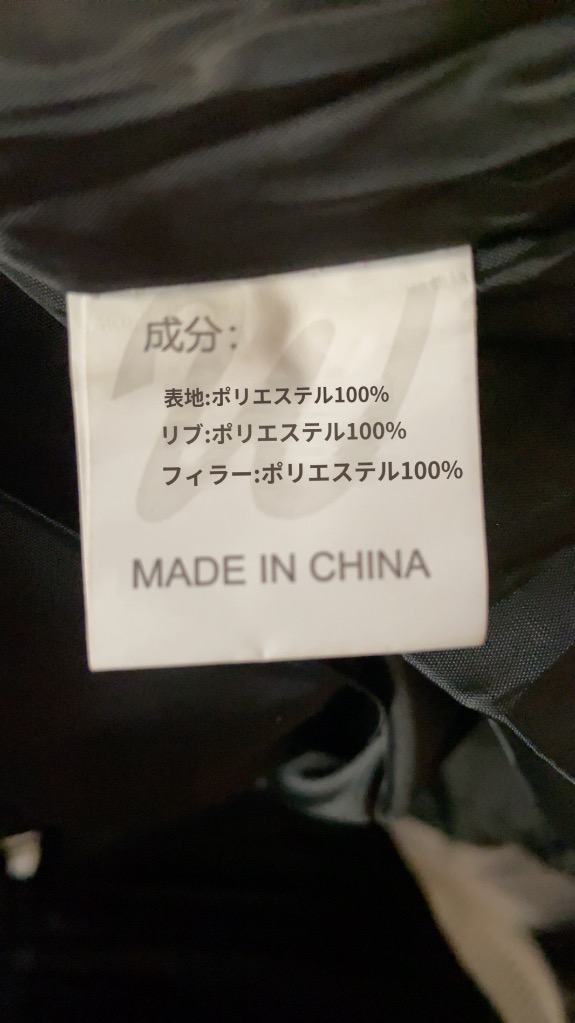 成分:
表地:ポリエステル100%
リブ:ポリエステル100%
フィラー:ポリエステル100%
MADE IN CHINA